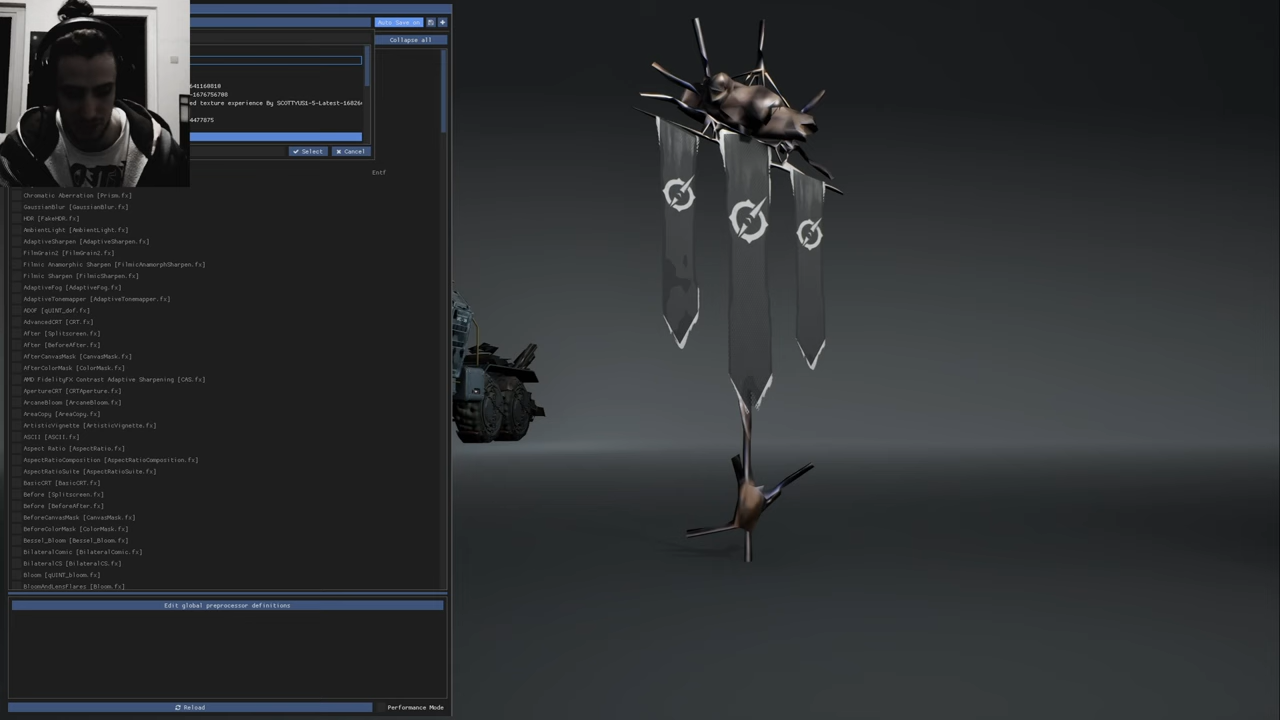 Auto Save on
Collapse all
641160810
-1676756708
ed texture experience By SCOTTYUS1-5-Latest-16826
4477875
Select
Cancel
Entf
Chromatic Aberration [Prism.fx]
GaussianBlur [GaussianBlur.fx]
HDR [FakeHDR.fx]
AmbientLight [AmbientLight.fx]
AdaptiveSharpen [AdaptiveSharpen.fx]
FilmGrain2 [FilmGrain2.fx]
Filmic Anamorphic Sharpen [FilmicAnamorphSharpen.fx]
Filmic Sharpen [FilmicSharpen.fx]
AdaptiveFog [AdaptiveFog.fx]
AdaptiveTonemapper [AdaptiveTonemapper.fx]
ADOF [qUINT_dof.fx]
AdvancedCRT [CRT.fx]
After [Splitscreen.fx]
After [BeforeAfter.fx]
AfterCanvasMask [CanvasMask.fx]
AfterColorMask [ColorMask.fx]
AMD FidelityFX Contrast Adaptive Sharpening [CAS.fx]
ApertureCRT [CRTAperture.fx]
ArcaneBloom [ArcaneBloom.fx]
AreaCopy [AreaCopy.fx]
ArtisticVignette [ArtisticVignette.fx]
ASCII [ASCII.fx]
Aspect Ratio [AspectRatio.fx]
AspectRatioComposition [AspectRatioComposition.fx]
AspectRatioSuite [AspectRatioSuite.fx]
BasicCRT [BasicCRT.fx]
Before [Splitscreen.fx]
Before [BeforeAfter.fx]
BeforeCanvasMask [CanvasMask.fx]
BeforeColorMask [ColorMask.fx]
Bessel_Bloom [Bessel_Bloom.fx]
BilateralComic [BilateralComic.fx]
BilateralCS [BilateralCS.fx]
Bloom [qUINT_bloom.fx]
BloomAndLensFlares [Bloom.fx]
Edit global preprocessor definitions
Reload
Performance Mode